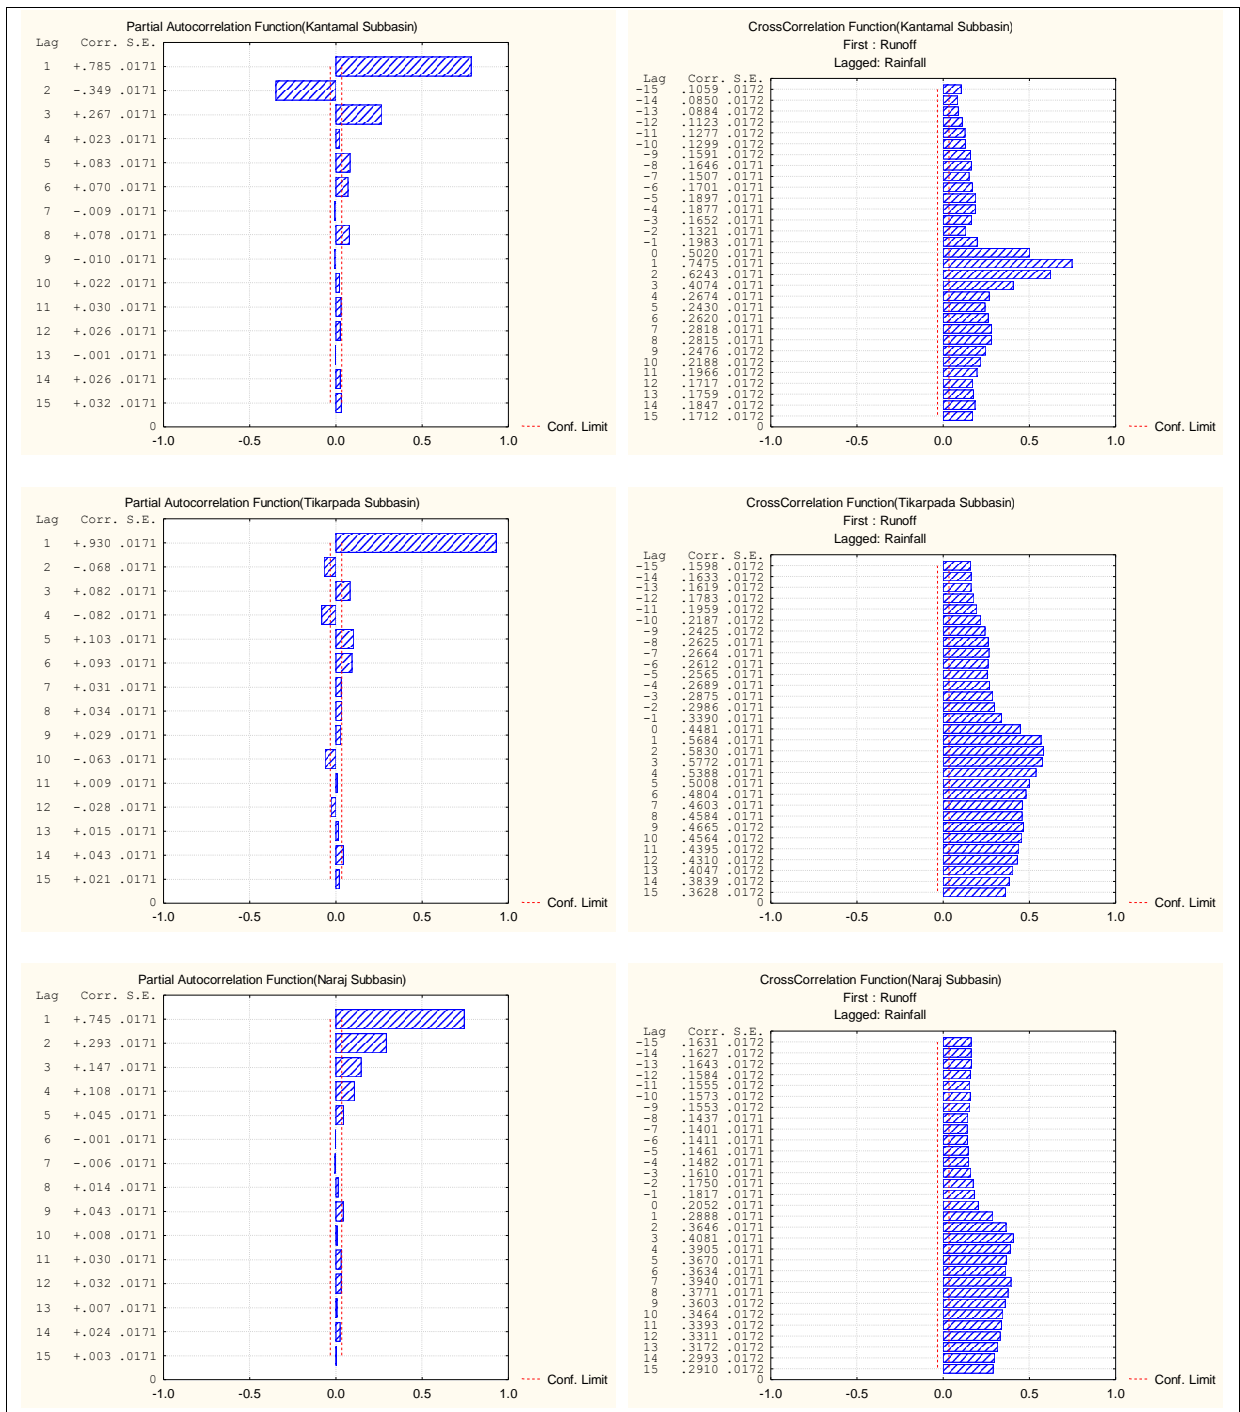 Partial Autocorrelation Function(Kantamal Subbasin)
Lag Corr. S.E.
1 +.785 .0171
2 -.349 .0171
3 +.267 .0171
4 +.023 .0171
5 +.083 .0171
6 +.070 .0171
7 -.009 .0171
8 +.078 .0171
9 -.010 .0171
10 +.022 .0171
11 +.030 .0171
12 +.026 .0171
13 -.001 .0171
14 +.026 .0171
15 +.032 .0171
0
-1.0 -0.5 0.0 0.5 1.0
Conf. Limit
CrossCorrelation Function(Kantamal Subbasin)
First : Runoff
Lagged: Rainfall
Lag Corr. S.E.
-15 .1059 .0172
-14 .0850 .0172
-13 .0884 .0172
-12 .1123 .0172
-11 .1277 .0172
-10 .1299 .0172
-9 .1591 .0172
-8 .1646 .0171
-7 .1507 .0171
-6 .1701 .0171
-5 .1897 .0171
-4 .1877 .0171
-3 .1652 .0171
-2 .1321 .0171
-1 .1983 .0171
0 .5020 .0171
1 .7475 .0171
2 .6243 .0171
3 .4074 .0171
4 .2674 .0171
5 .2430 .0171
6 .2620 .0171
7 .2818 .0171
8 .2815 .0171
9 .2476 .0172
10 .2188 .0172
11 .1966 .0172
12 .1717 .0172
13 .1759 .0172
14 .1847 .0172
15 .1712 .0172
0
-1.0 -0.5 0.0 0.5 1.0
Conf. Limit
Partial Autocorrelation Function(Tikarpada Subbasin)
Lag Corr. S.E.
1 +.930 .0171
2 -.068 .0171
3 +.082 .0171
4 -.082 .0171
5 +.103 .0171
6 +.093 .0171
7 +.031 .0171
8 +.034 .0171
9 +.029 .0171
10 -.063 .0171
11 +.009 .0171
12 -.028 .0171
13 +.015 .0171
14 +.043 .0171
15 +.021 .0171
0
-1.0 -0.5 0.0 0.5 1.0
Conf. Limit
CrossCorrelation Function(Tikarpada Subbasin)
First : Runoff
Lagged: Rainfall
Lag Corr. S.E.
-15 .1598 .0172
-14 .1633 .0172
-13 .1619 .0172
-12 .1783 .0172
-11 .1959 .0172
-10 .2187 .0172
-9 .2425 .0172
-8 .2625 .0171
-7 .2664 .0171
-6 .2612 .0171
-5 .2565 .0171
-4 .2689 .0171
-3 .2875 .0171
-2 .2986 .0171
-1 .3390 .0171
0 .4481 .0171
1 .5684 .0171
2 .5830 .0171
3 .5772 .0171
4 .5388 .0171
5 .5008 .0171
6 .4804 .0171
7 .4603 .0171
8 .4584 .0171
9 .4665 .0172
10 .4564 .0172
11 .4395 .0172
12 .4310 .0172
13 .4047 .0172
14 .3839 .0172
15 .3628 .0172
0
-1.0 -0.5 0.0 0.5 1.0
Conf. Limit
Partial Autocorrelation Function(Naraj Subbasin)
Lag Corr. S.E.
1 +.745 .0171
2 +.293 .0171
3 +.147 .0171
4 +.108 .0171
5 +.045 .0171
6 -.001 .0171
7 -.006 .0171
8 +.014 .0171
9 +.043 .0171
10 +.008 .0171
11 +.030 .0171
12 +.032 .0171
13 +.007 .0171
14 +.024 .0171
15 +.003 .0171
0
-1.0 -0.5 0.0 0.5 1.0
Conf. Limit
CrossCorrelation Function(Naraj Subbasin)
First : Runoff
Lagged: Rainfall
Lag Corr. S.E.
-15 .1631 .0172
-14 .1627 .0172
-13 .1643 .0172
-12 .1584 .0172
-11 .1555 .0172
-10 .1573 .0172
-9 .1553 .0172
-8 .1437 .0171
-7 .1401 .0171
-6 .1411 .0171
-5 .1461 .0171
-4 .1482 .0171
-3 .1610 .0171
-2 .1750 .0171
-1 .1817 .0171
0 .2052 .0171
1 .2888 .0171
2 .3646 .0171
3 .4081 .0171
4 .3905 .0171
5 .3670 .0171
6 .3634 .0171
7 .3940 .0171
8 .3771 .0171
9 .3603 .0172
10 .3464 .0172
11 .3393 .0172
12 .3311 .0172
13 .3172 .0172
14 .2993 .0172
15 .2910 .0172
0
-1.0 -0.5 0.0 0.5 1.0
Conf. Limit